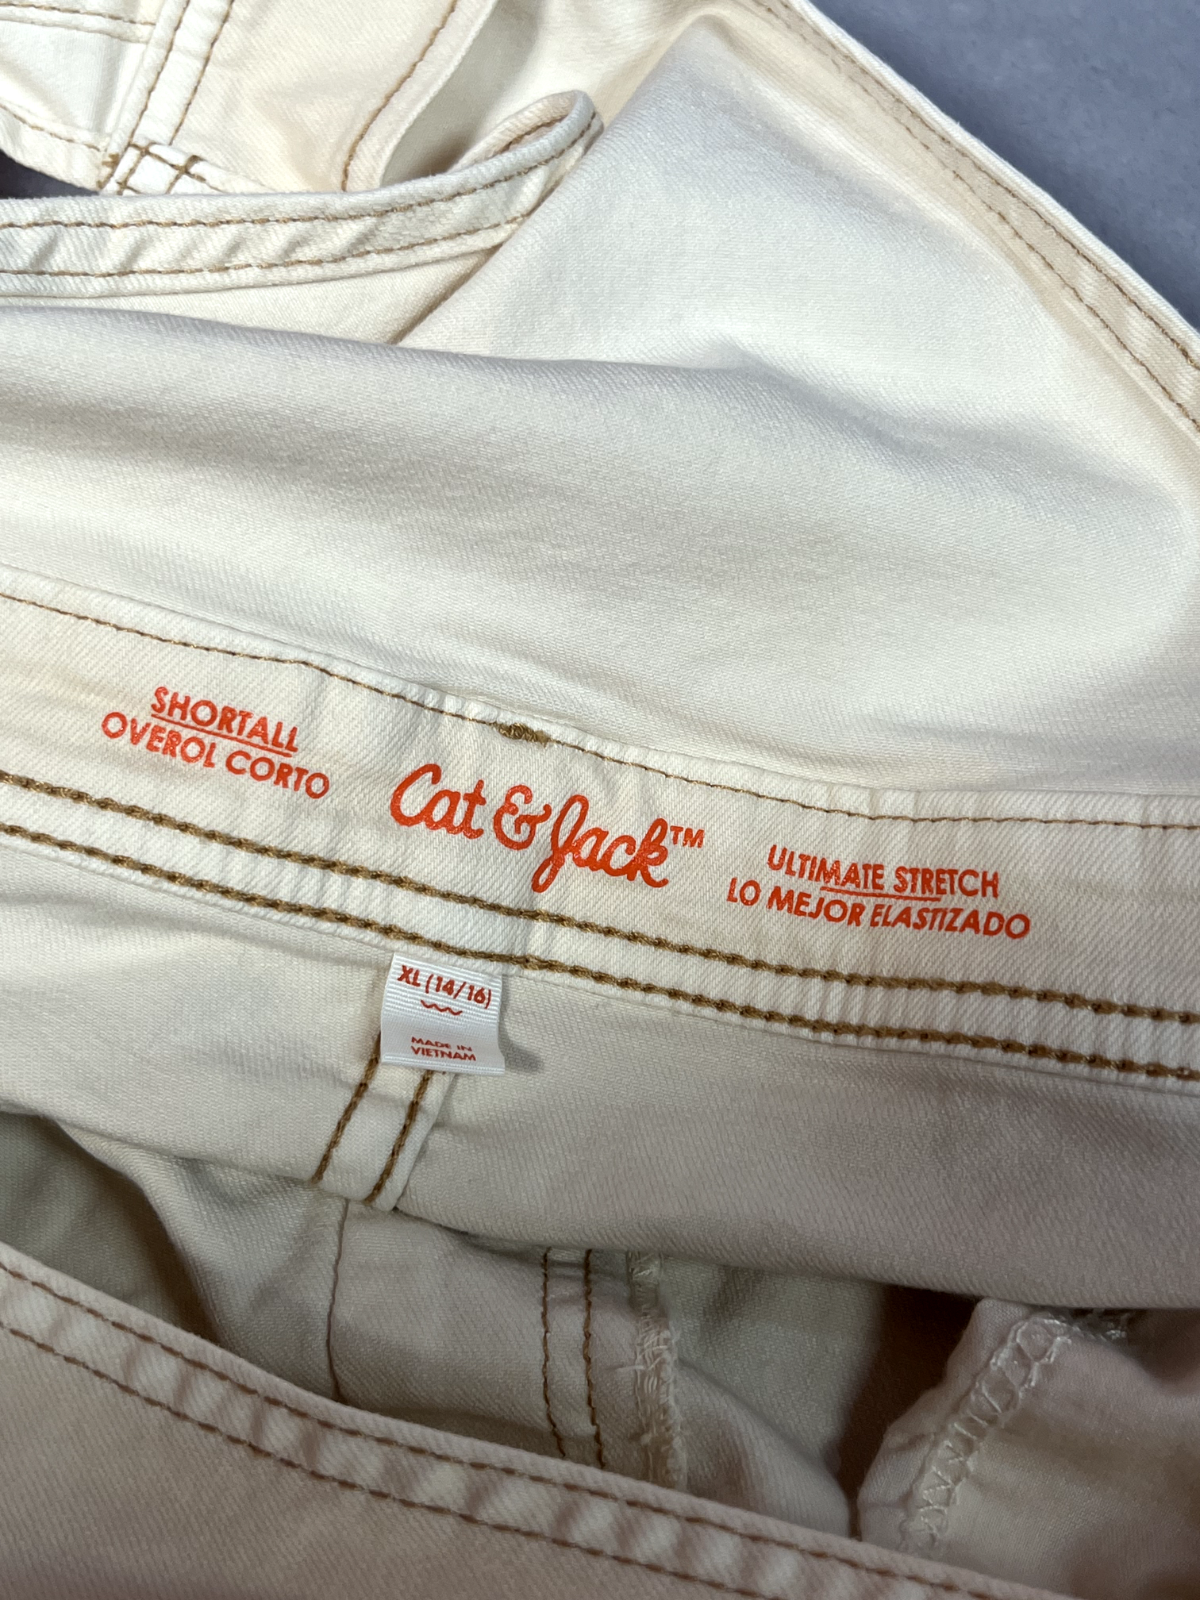 SHORTALL
OVEROL CORTO
Cat & Jack™
ULTIMATE STRETCH
LO MEJOR ELASTIZADO
XL (14/16)
MADE IN
VIETNAM